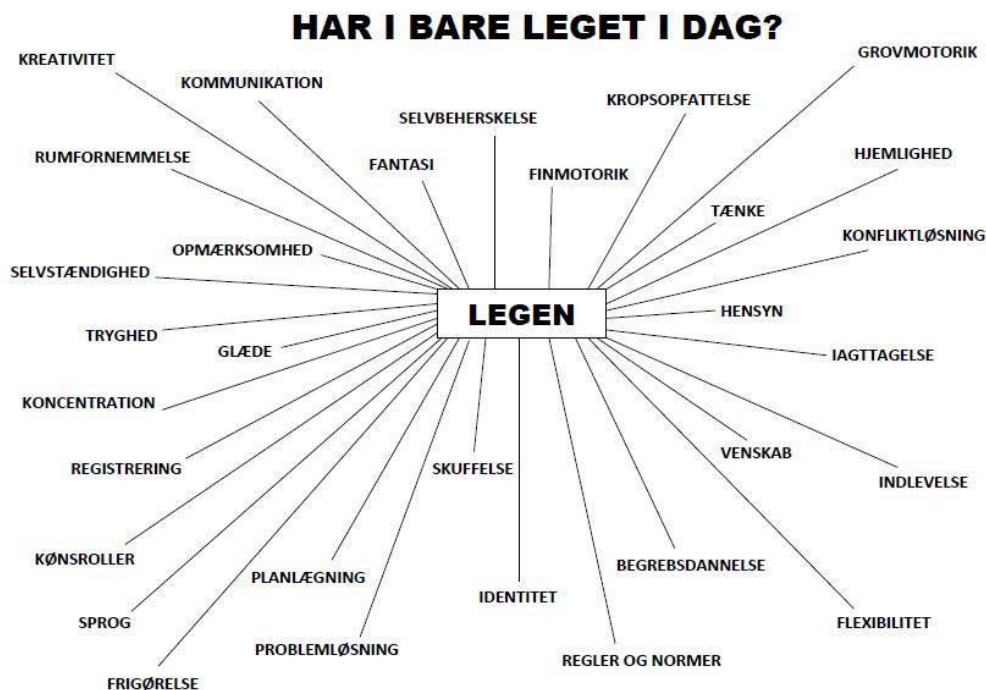 HAR I BARE LEGET I DAG?
KREATIVITET
KOMMUNIKATION
SELVBEHERSKELSE
KROPSOPFATTELSE
GROVMOTORIK
RUMFORNEMMELSE
FANTASI
FINMOTORIK
HJEMLIGHED
TÆNKE
OPMÆRKSOMHED
KONFLIKTLØSNING
SELVSTÆNDIGHED
LEGEN
HENSYN
TRYGHED
GLÆDE
IAGTTAGELSE
KONCENTRATION
REGISTRERING
SKUFFELSE
VENSKAB
INDLEVELSE
KØNSROLLER
PLANLÆGNING
BEGREBSDANNELSE
IDENTITET
SPROG
FLEXIBILITET
PROBLEMLØSNING
REGLER OG NORMER
FRIGØRELSE